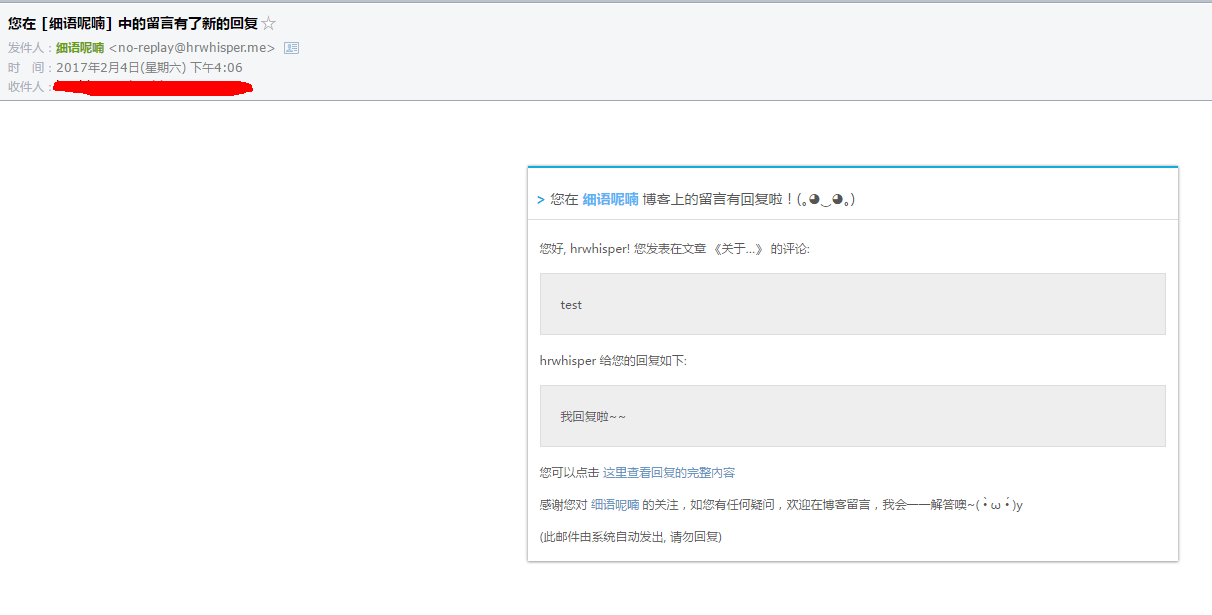 您在 [细语呢喃] 中的留言有了新的回复☆
发件人：细语呢喃 <no-replay@hrwhisper.me>
时 间：2017年2月4日(星期六) 下午4:06
收件人：
> 您在 细语呢喃 博客上的留言有回复啦！(｡◕‿◕｡)
您好, hrwhisper! 您发表在文章 《关于...》 的评论:
test
hrwhisper 给您的回复如下:
我回复啦~~
您可以点击 这里查看回复的完整内容
感谢您对 细语呢喃 的关注，如您有任何疑问，欢迎在博客留言，我会一一解答噢~(•̀ω•́)y
(此邮件由系统自动发出, 请勿回复)